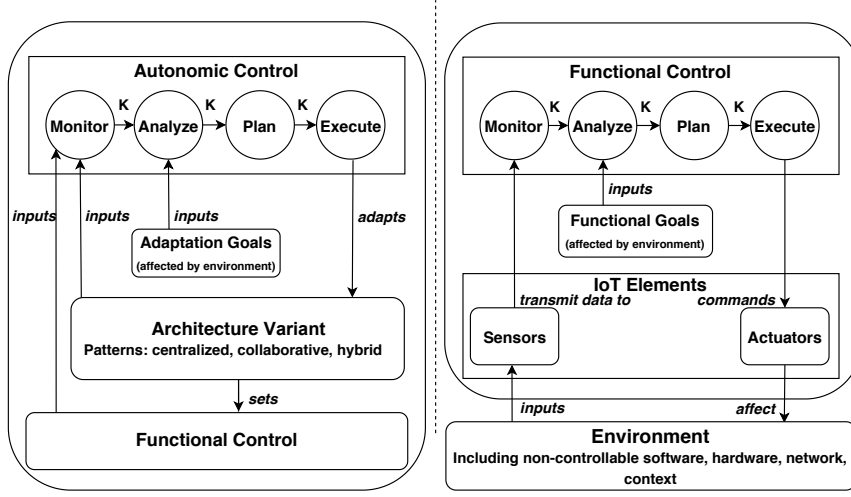 Autonomic Control
K K K
Monitor Analyze Plan Execute
inputs inputs inputs adapts
Adaptation Goals
(affected by environment)
Architecture Variant
Patterns: centralized, collaborative, hybrid
sets
Functional Control
Functional Control
K K K
Monitor Analyze Plan Execute
inputs
Functional Goals
(affected by environment)
IoT Elements
transmit data to commands
Sensors Actuators
inputs affect
Environment
Including non-controllable software, hardware, network,
context